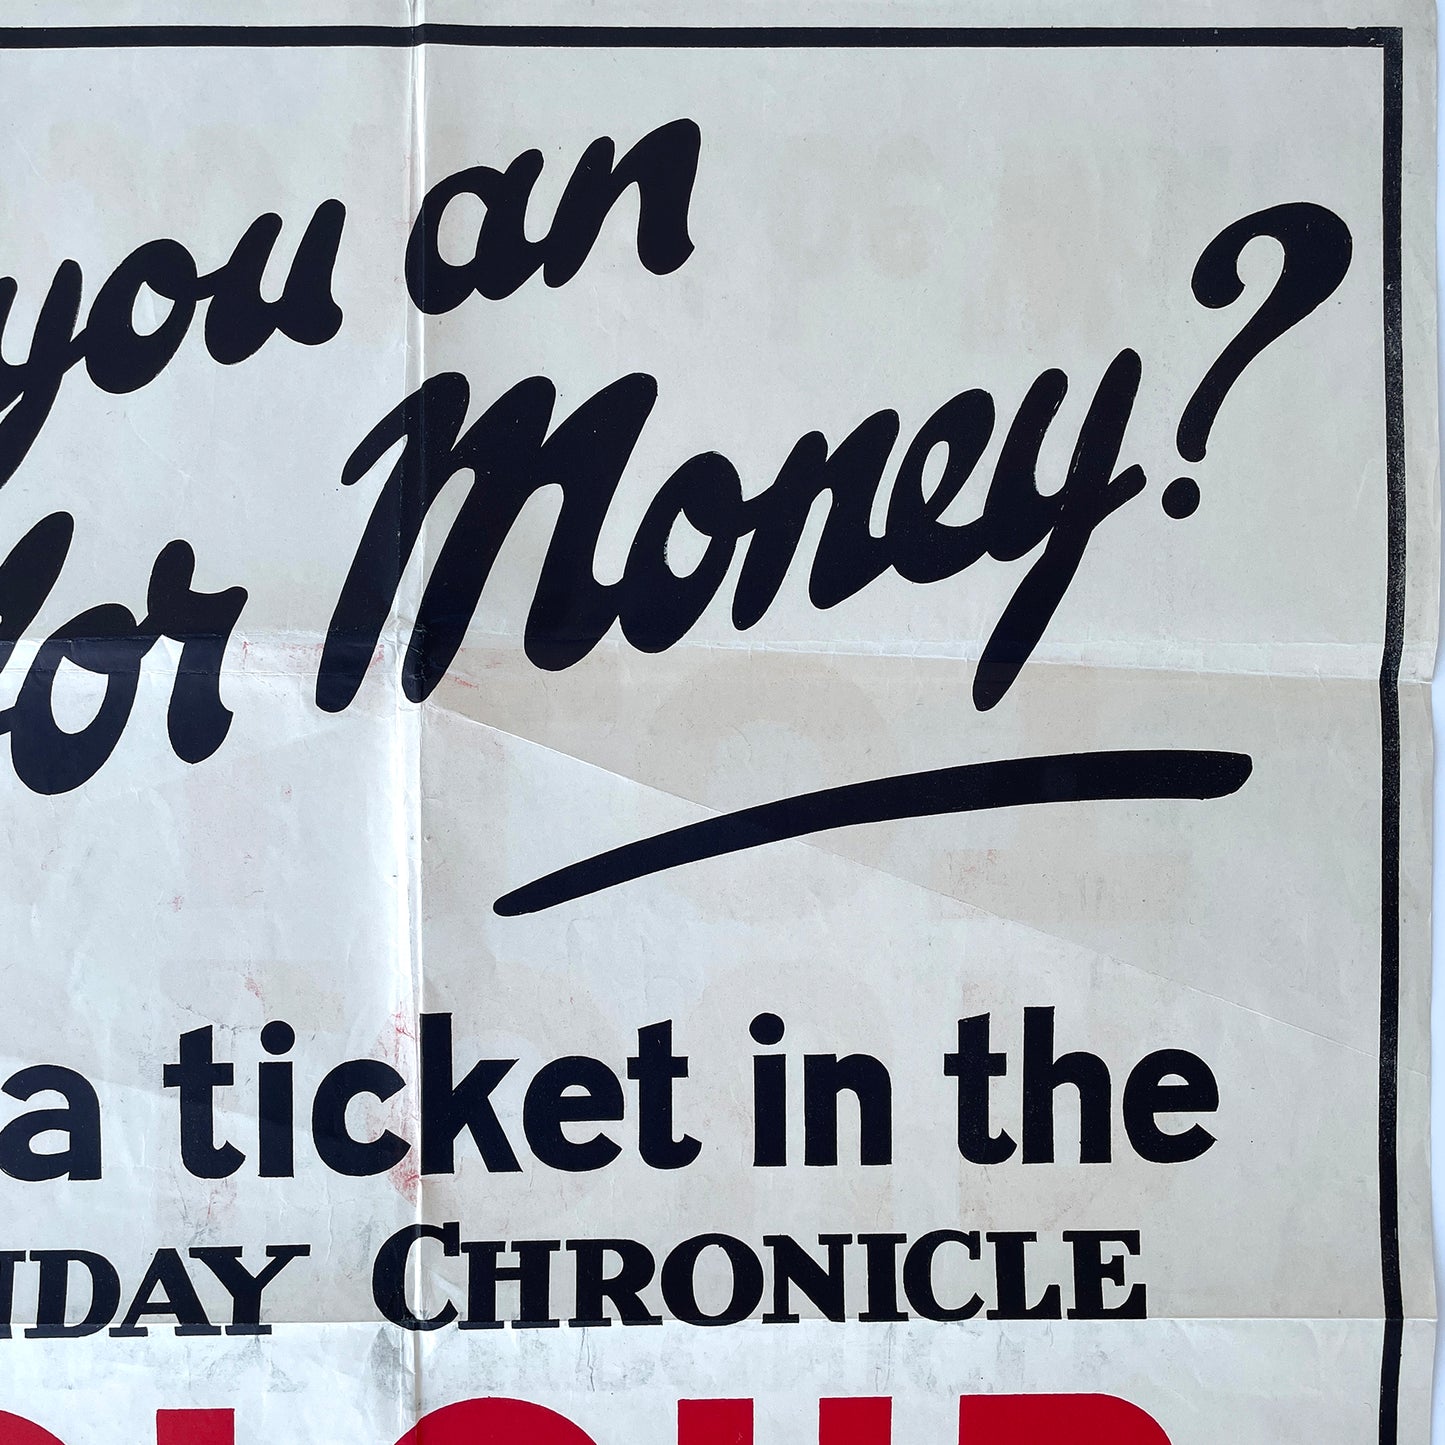 you an
for Money?
a ticket in the
NDAY CHRONICLE